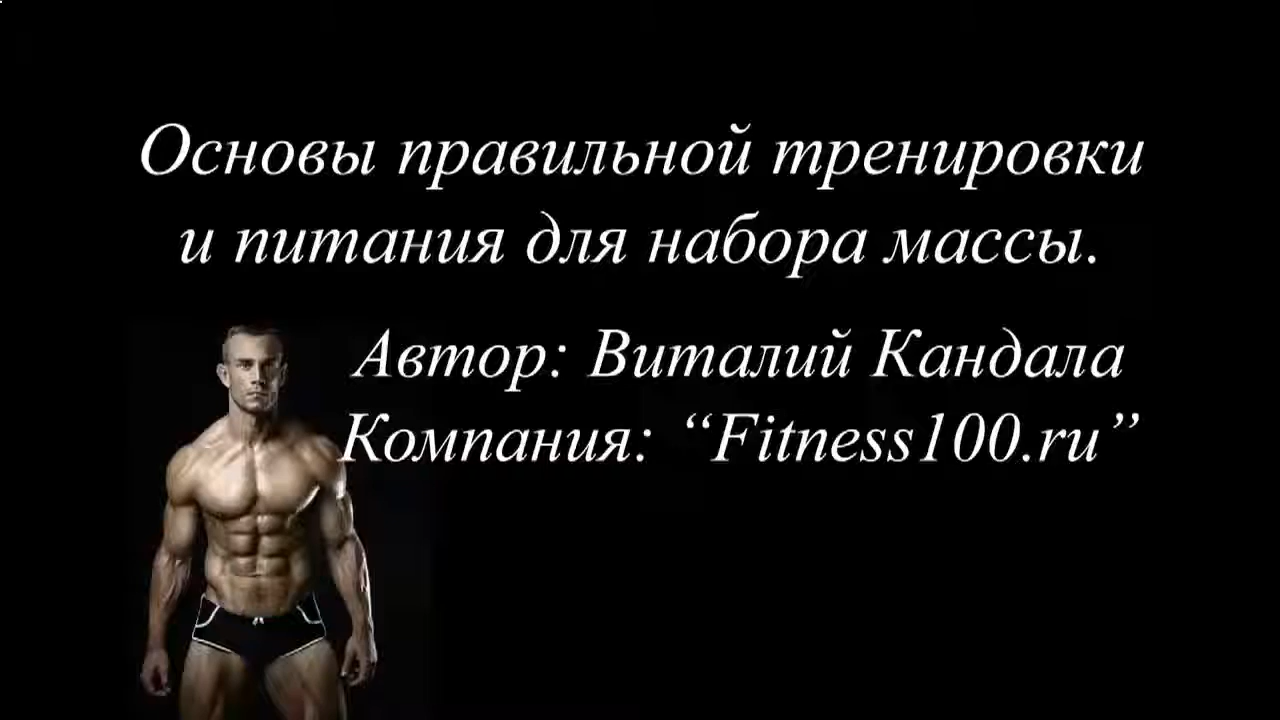 Основы правильной тренировки
и питания для набора массы.
Автор: Виталий Кандала
Компания: “Fitness100.ru”